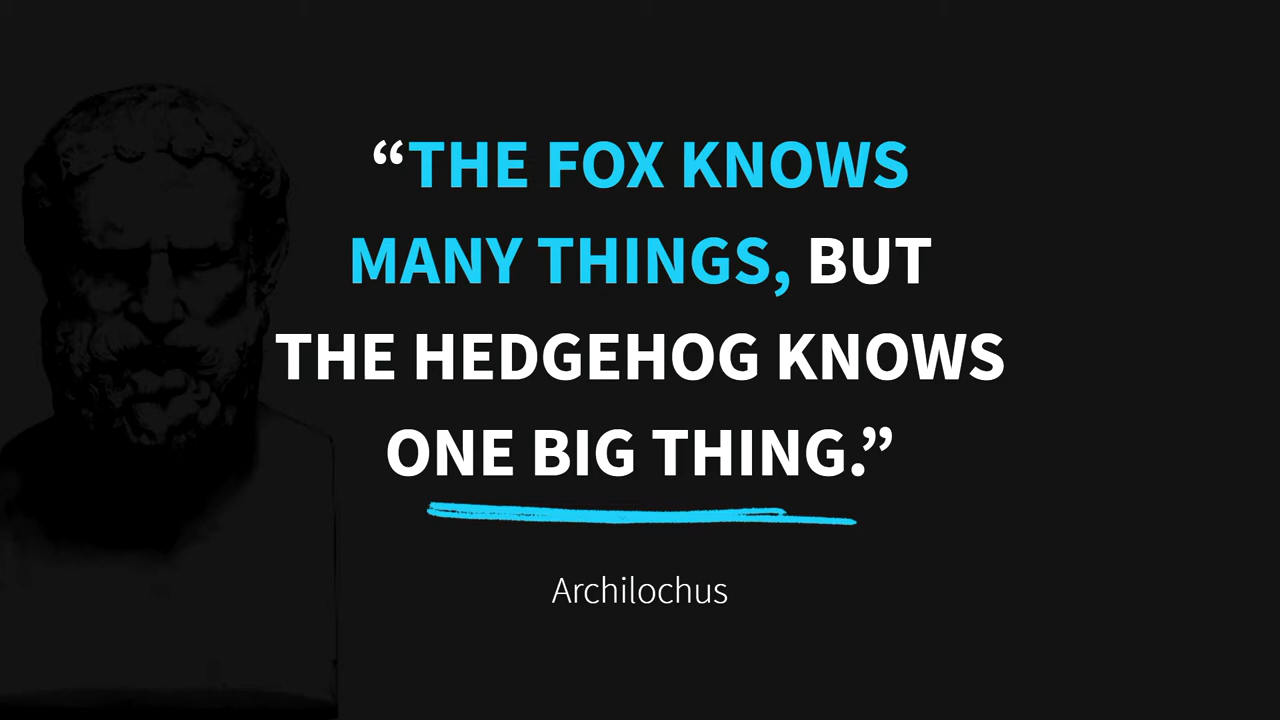 “THE FOX KNOWS
MANY THINGS, BUT
THE HEDGEHOG KNOWS
ONE BIG THING.”
Archilochus